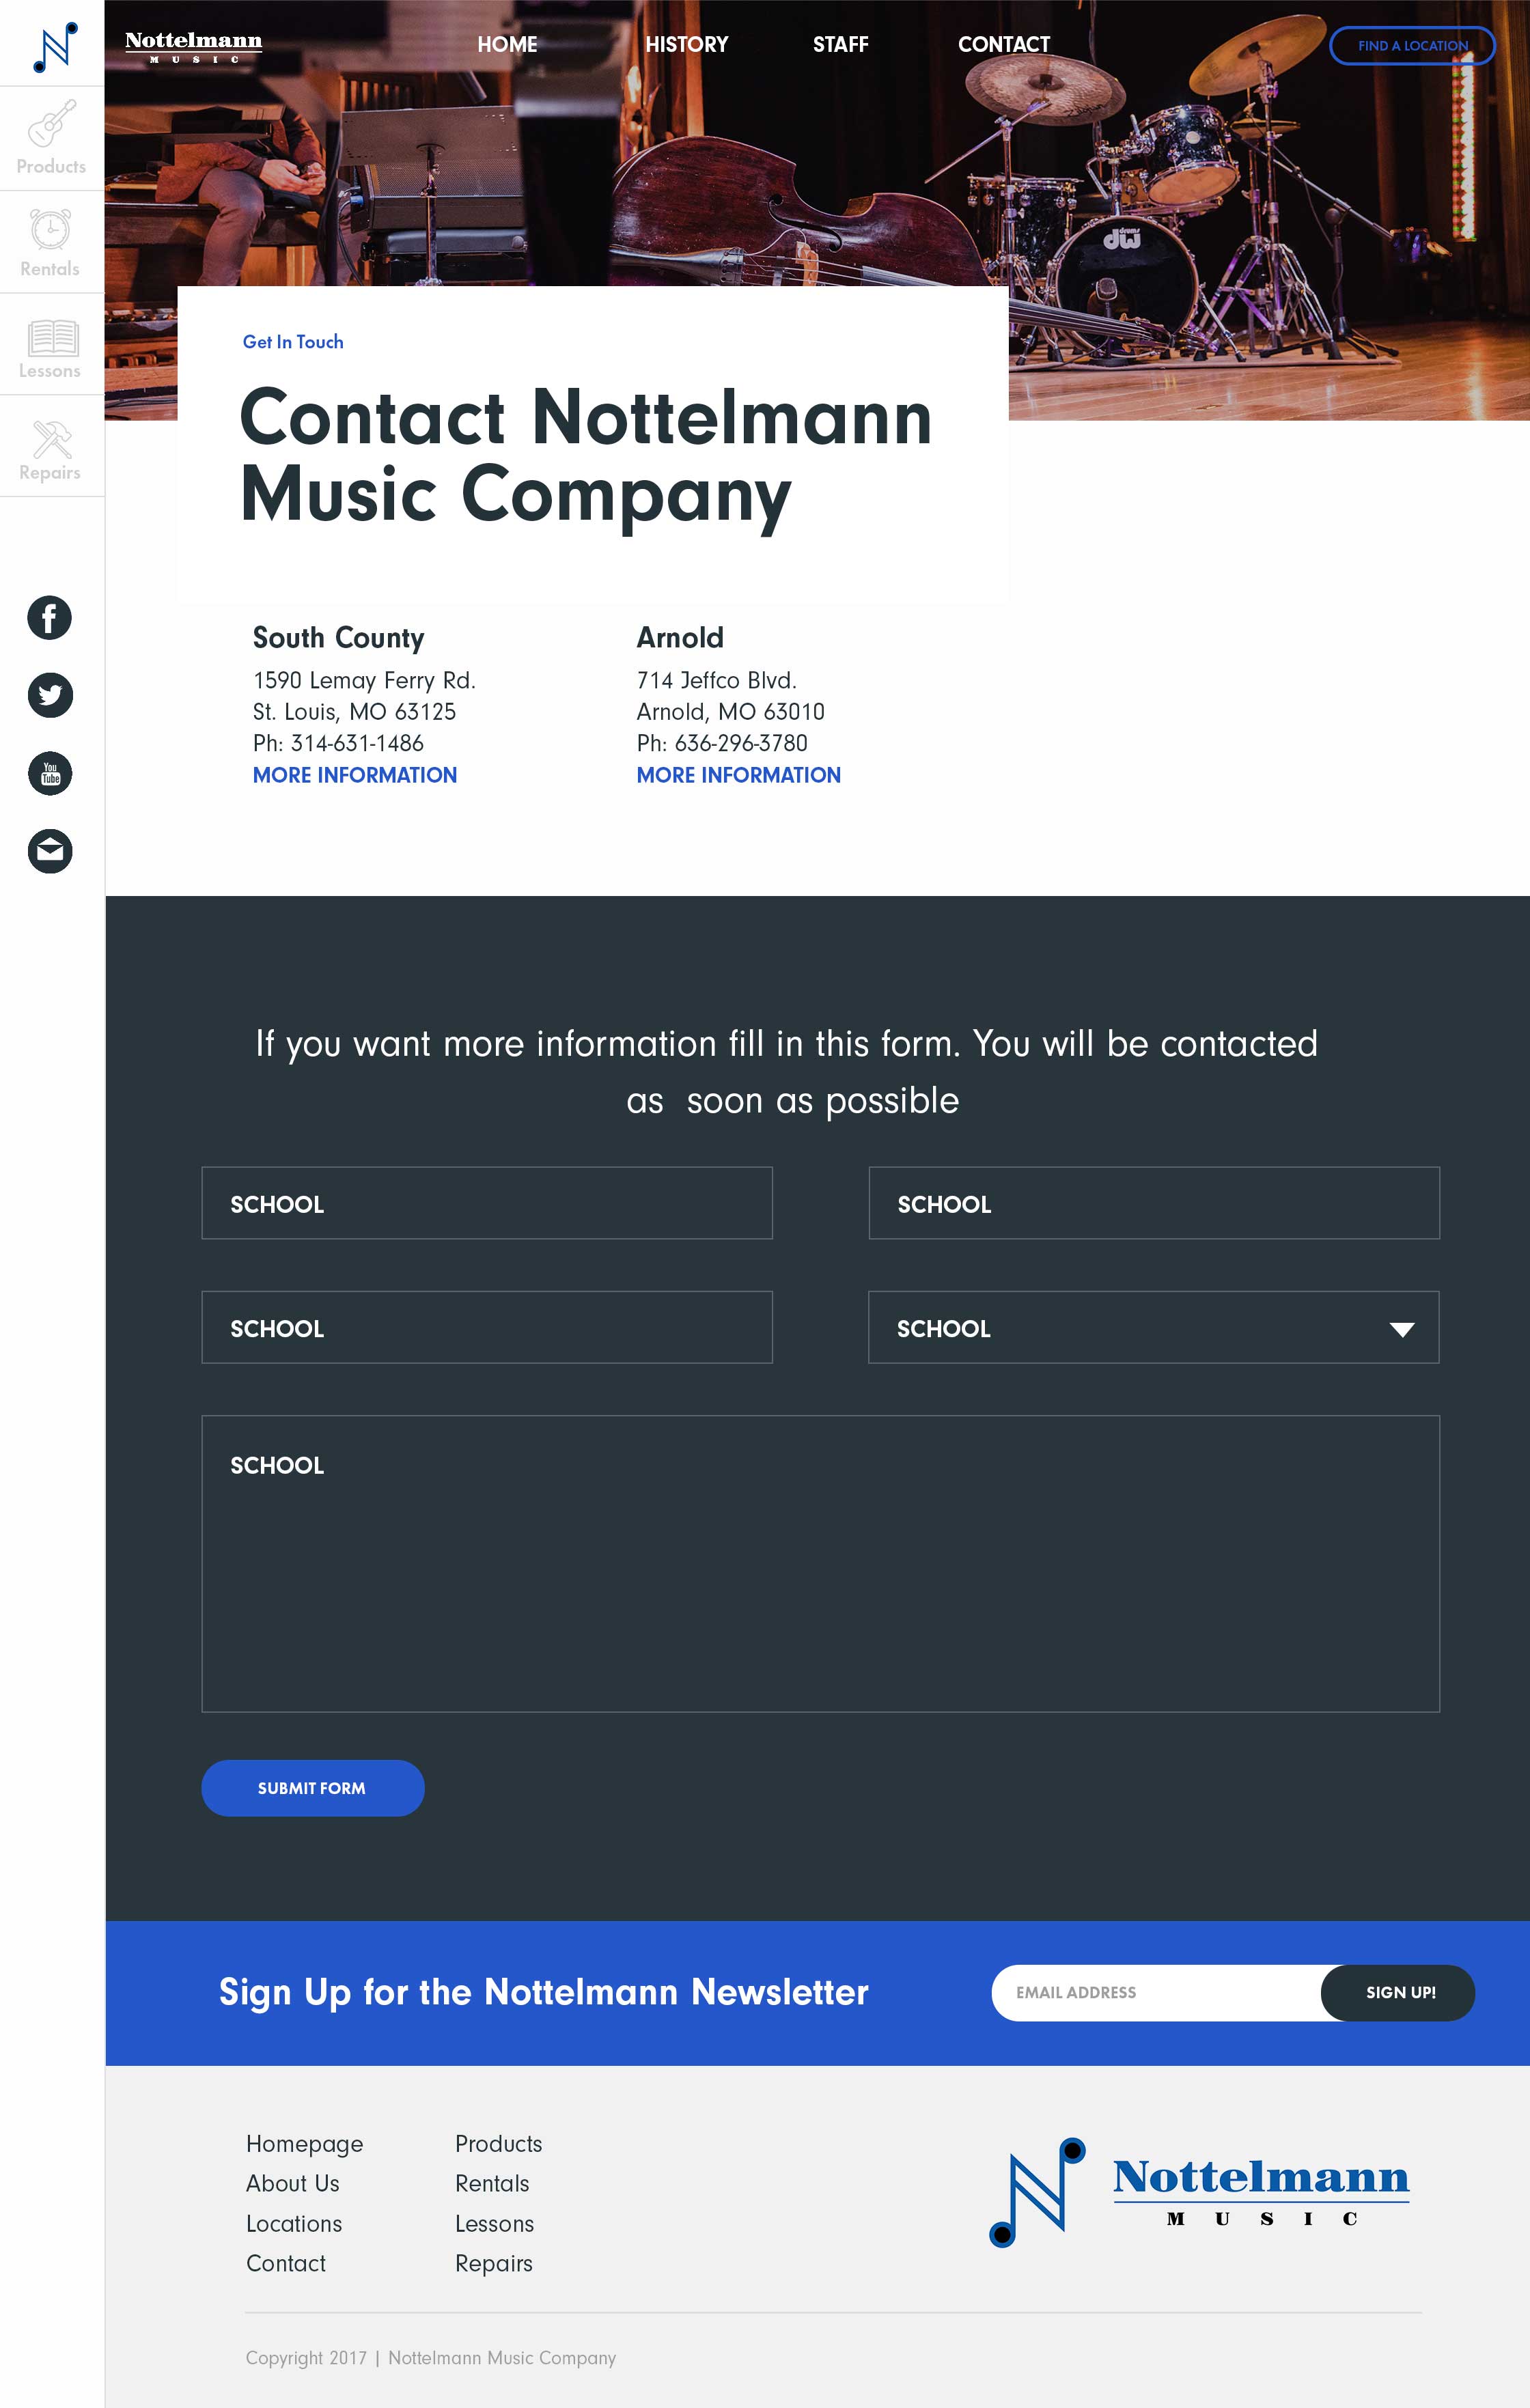 Nottelmann
MUSIC
HOME
HISTORY
STAFF
CONTACT
FIND A LOCATION
Products
Rentals
Lessons
Repairs
You
Tube
drums
dw
Get In Touch
Contact Nottelmann
Music Company
South County
1590 Lemay Ferry Rd.
St. Louis, MO 63125
Ph: 314-631-1486
MORE INFORMATION
Arnold
714 Jeffco Blvd.
Arnold, MO 63010
Ph: 636-296-3780
MORE INFORMATION
If you want more information fill in this form. You will be contacted
as soon as possible
SCHOOL
SCHOOL
SCHOOL
SCHOOL
SCHOOL
SUBMIT FORM
Sign Up for the Nottelmann Newsletter
EMAIL ADDRESS
SIGN UP!
Homepage
About Us
Locations
Contact
Products
Rentals
Lessons
Repairs
Nottelmann
MUSIC
Copyright 2017 | Nottelmann Music Company